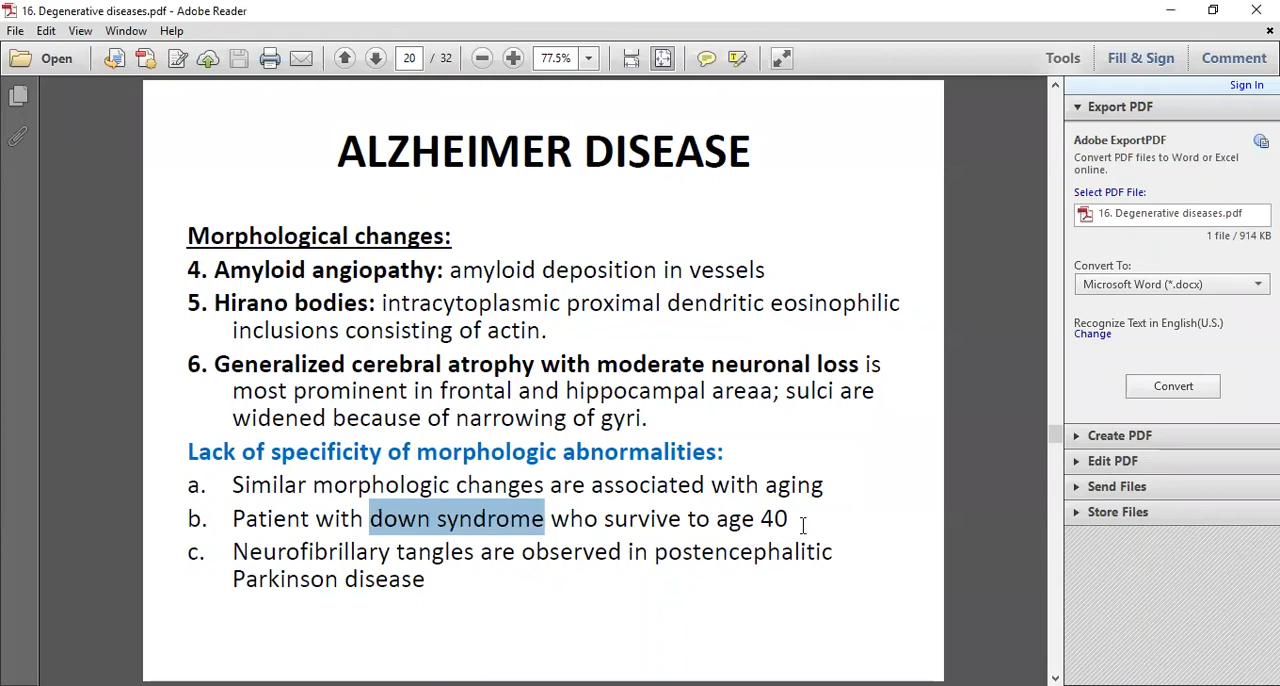 16. Degenerative diseases.pdf - Adobe Reader
File Edit View Window Help
Open 20 / 32 77.5% Tools Fill & Sign Comment
Sign In
ALZHEIMER DISEASE
Morphological changes:
4. Amyloid angiopathy: amyloid deposition in vessels
5. Hirano bodies: intracytoplasmic proximal dendritic eosinophilic
inclusions consisting of actin.
6. Generalized cerebral atrophy with moderate neuronal loss is
most prominent in frontal and hippocampal areaa; sulci are
widened because of narrowing of gyri.
Lack of specificity of morphologic abnormalities:
a. Similar morphologic changes are associated with aging
b. Patient with down syndrome who survive to age 40
c. Neurofibrillary tangles are observed in postencephalitic
Parkinson disease
Export PDF
Adobe ExportPDF
Convert PDF files to Word or Excel
online.
Select PDF File:
16. Degenerative diseases.pdf
1 file / 914 KB
Convert To:
Microsoft Word (*.docx)
Recognize Text in English(U.S.)
Change
Convert
Create PDF
Edit PDF
Send Files
Store Files